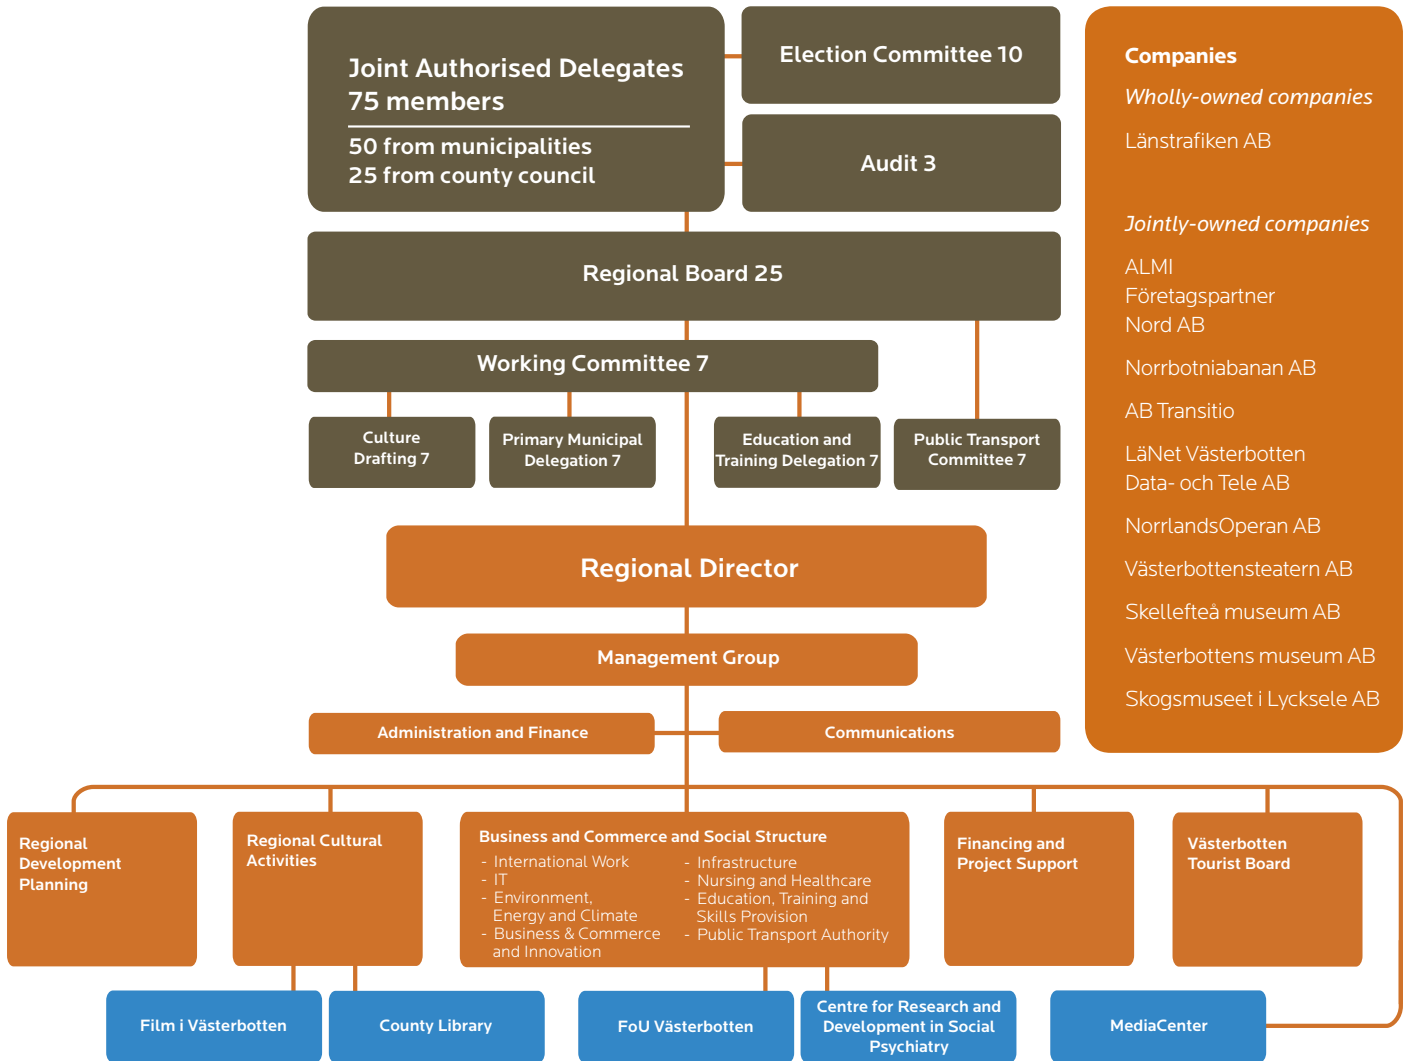 Joint Authorised Delegates
75 members
50 from municipalities
25 from county council
Election Committee 10
Audit 3
Regional Board 25
Working Committee 7
Culture
Drafting 7
Primary Municipal
Delegation 7
Education and
Training Delegation 7
Public Transport
Committee 7
Regional Director
Management Group
Administration and Finance
Communications
Regional
Development
Planning
Regional Cultural
Activities
Business and Commerce and Social Structure
- International Work
- IT
- Environment,
Energy and Climate
- Business & Commerce
and Innovation
- Infrastructure
- Nursing and Healthcare
- Education, Training and
Skills Provision
- Public Transport Authority
Financing and
Project Support
Västerbotten
Tourist Board
Film i Västerbotten
County Library
FoU Västerbotten
Centre for Research and
Development in Social
Psychiatry
MediaCenter
Companies
Wholly-owned companies
Länstrafiken AB
Jointly-owned companies
ALMI
Företagspartner
Nord AB
Norrbotniabanan AB
AB Transitio
LäNet Västerbotten
Data- och Tele AB
NorrlandsOperan AB
Västerbottensteatern AB
Skellefteå museum AB
Västerbottens museum AB
Skogsmuseet i Lycksele AB